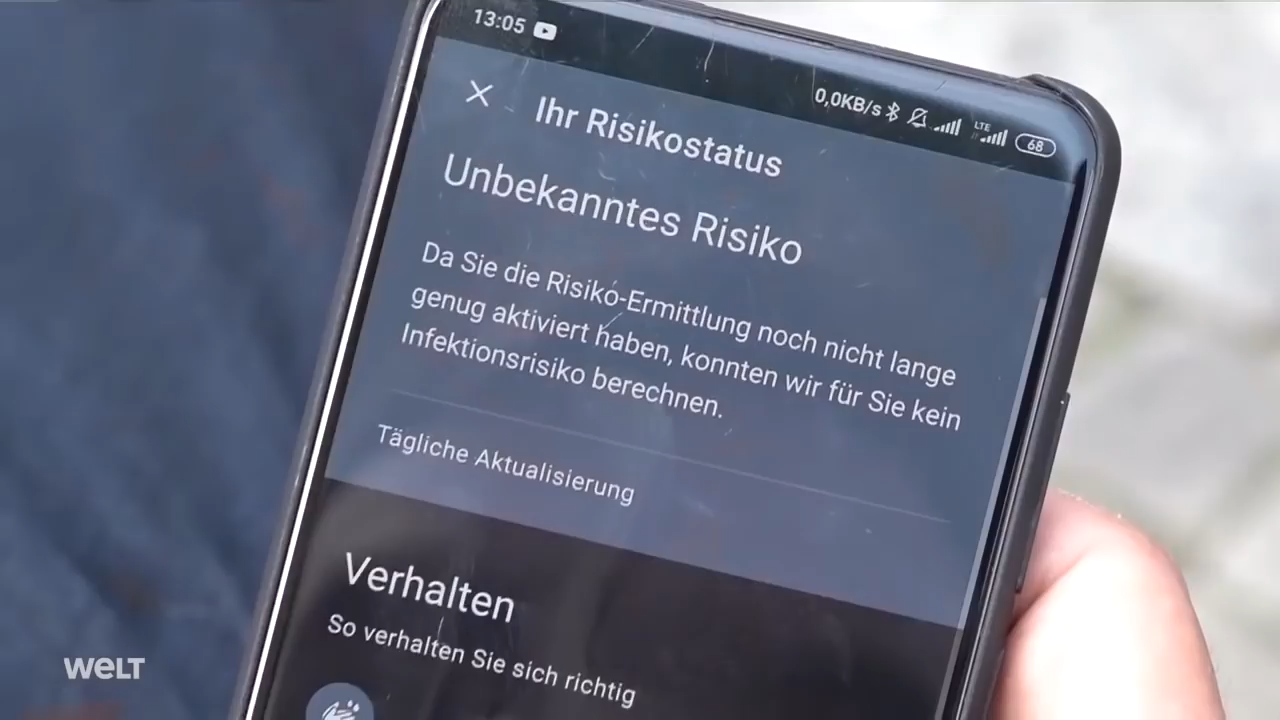 13:05
0,0KB/s
LTE
68
Ihr Risikostatus
Unbekanntes Risiko
Da Sie die Risiko-Ermittlung noch nicht lange
genug aktiviert haben, konnten wir für Sie kein
Infektionsrisiko berechnen.
Tägliche Aktualisierung
Verhalten
So verhalten Sie sich richtig
WELT